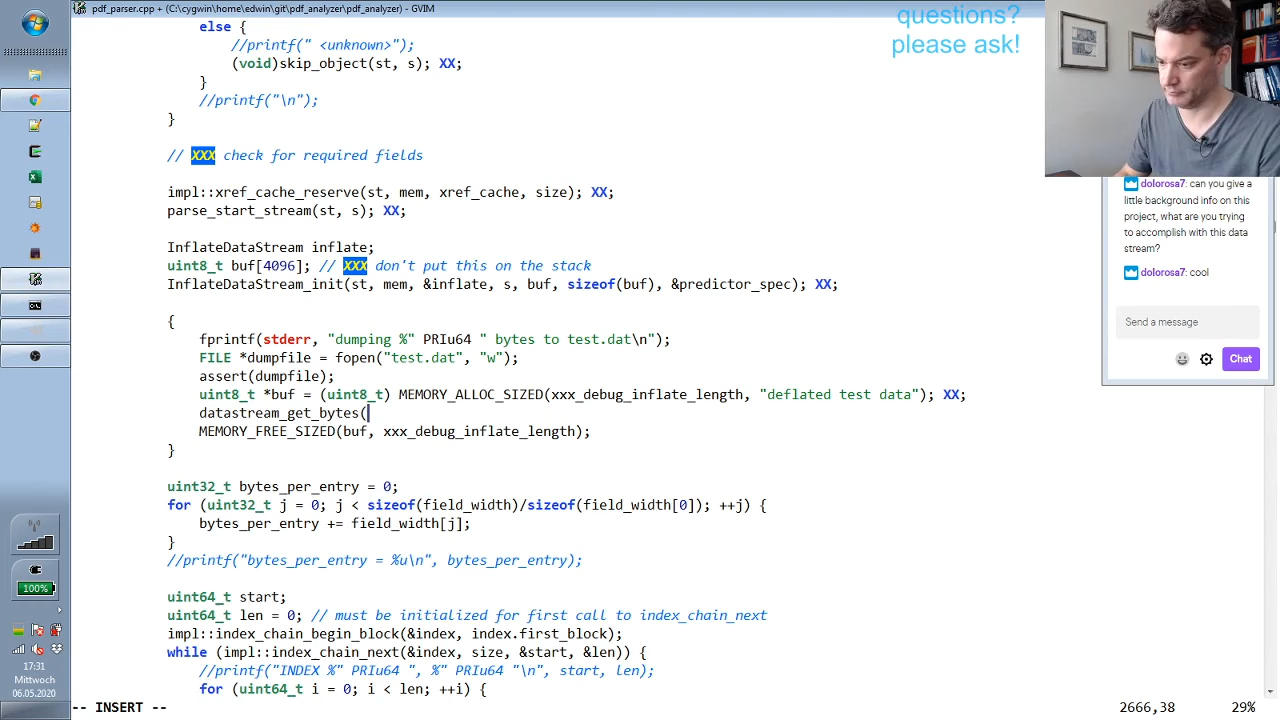 pdf_parser.cpp + (C:\cygwin\home\edwin\git\pdf_analyzer\pdf_analyzer) - GVIM
else {
//printf(" <unknown>");
(void)skip_object(st, s); XX;
}
//printf("\n");
}
// XXX check for required fields
impl::xref_cache_reserve(st, mem, xref_cache, size); XX;
parse_start_stream(st, s); XX;
InflateDataStream inflate;
uint8_t buf[4096]; // XXX don't put this on the stack
InflateDataStream_init(st, mem, &inflate, s, buf, sizeof(buf), &predictor_spec); XX;
{
fprintf(stderr, "dumping %" PRIu64 " bytes to test.dat\n");
FILE *dumpfile = fopen("test.dat", "w");
assert(dumpfile);
uint8_t *buf = (uint8_t) MEMORY_ALLOC_SIZED(xxx_debug_inflate_length, "deflated test data"); XX;
datastream_get_bytes(
MEMORY_FREE_SIZED(buf, xxx_debug_inflate_length);
}
uint32_t bytes_per_entry = 0;
for (uint32_t j = 0; j < sizeof(field_width)/sizeof(field_width[0]); ++j) {
bytes_per_entry += field_width[j];
}
//printf("bytes_per_entry = %u\n", bytes_per_entry);
uint64_t start;
uint64_t len = 0; // must be initialized for first call to index_chain_next
impl::index_chain_begin_block(&index, index.first_block);
while (impl::index_chain_next(&index, size, &start, &len)) {
//printf("INDEX %" PRIu64 ", %" PRIu64 "\n", start, len);
for (uint64_t i = 0; i < len; ++i) {
-- INSERT --
2666,38
29%
questions?
please ask!
dolorosa7: can you give a
little background info on this
project, what are you trying
to accomplish with this data
stream?
dolorosa7: cool
Send a message
Chat
100%
17:31
Mittwoch
06.05.2020